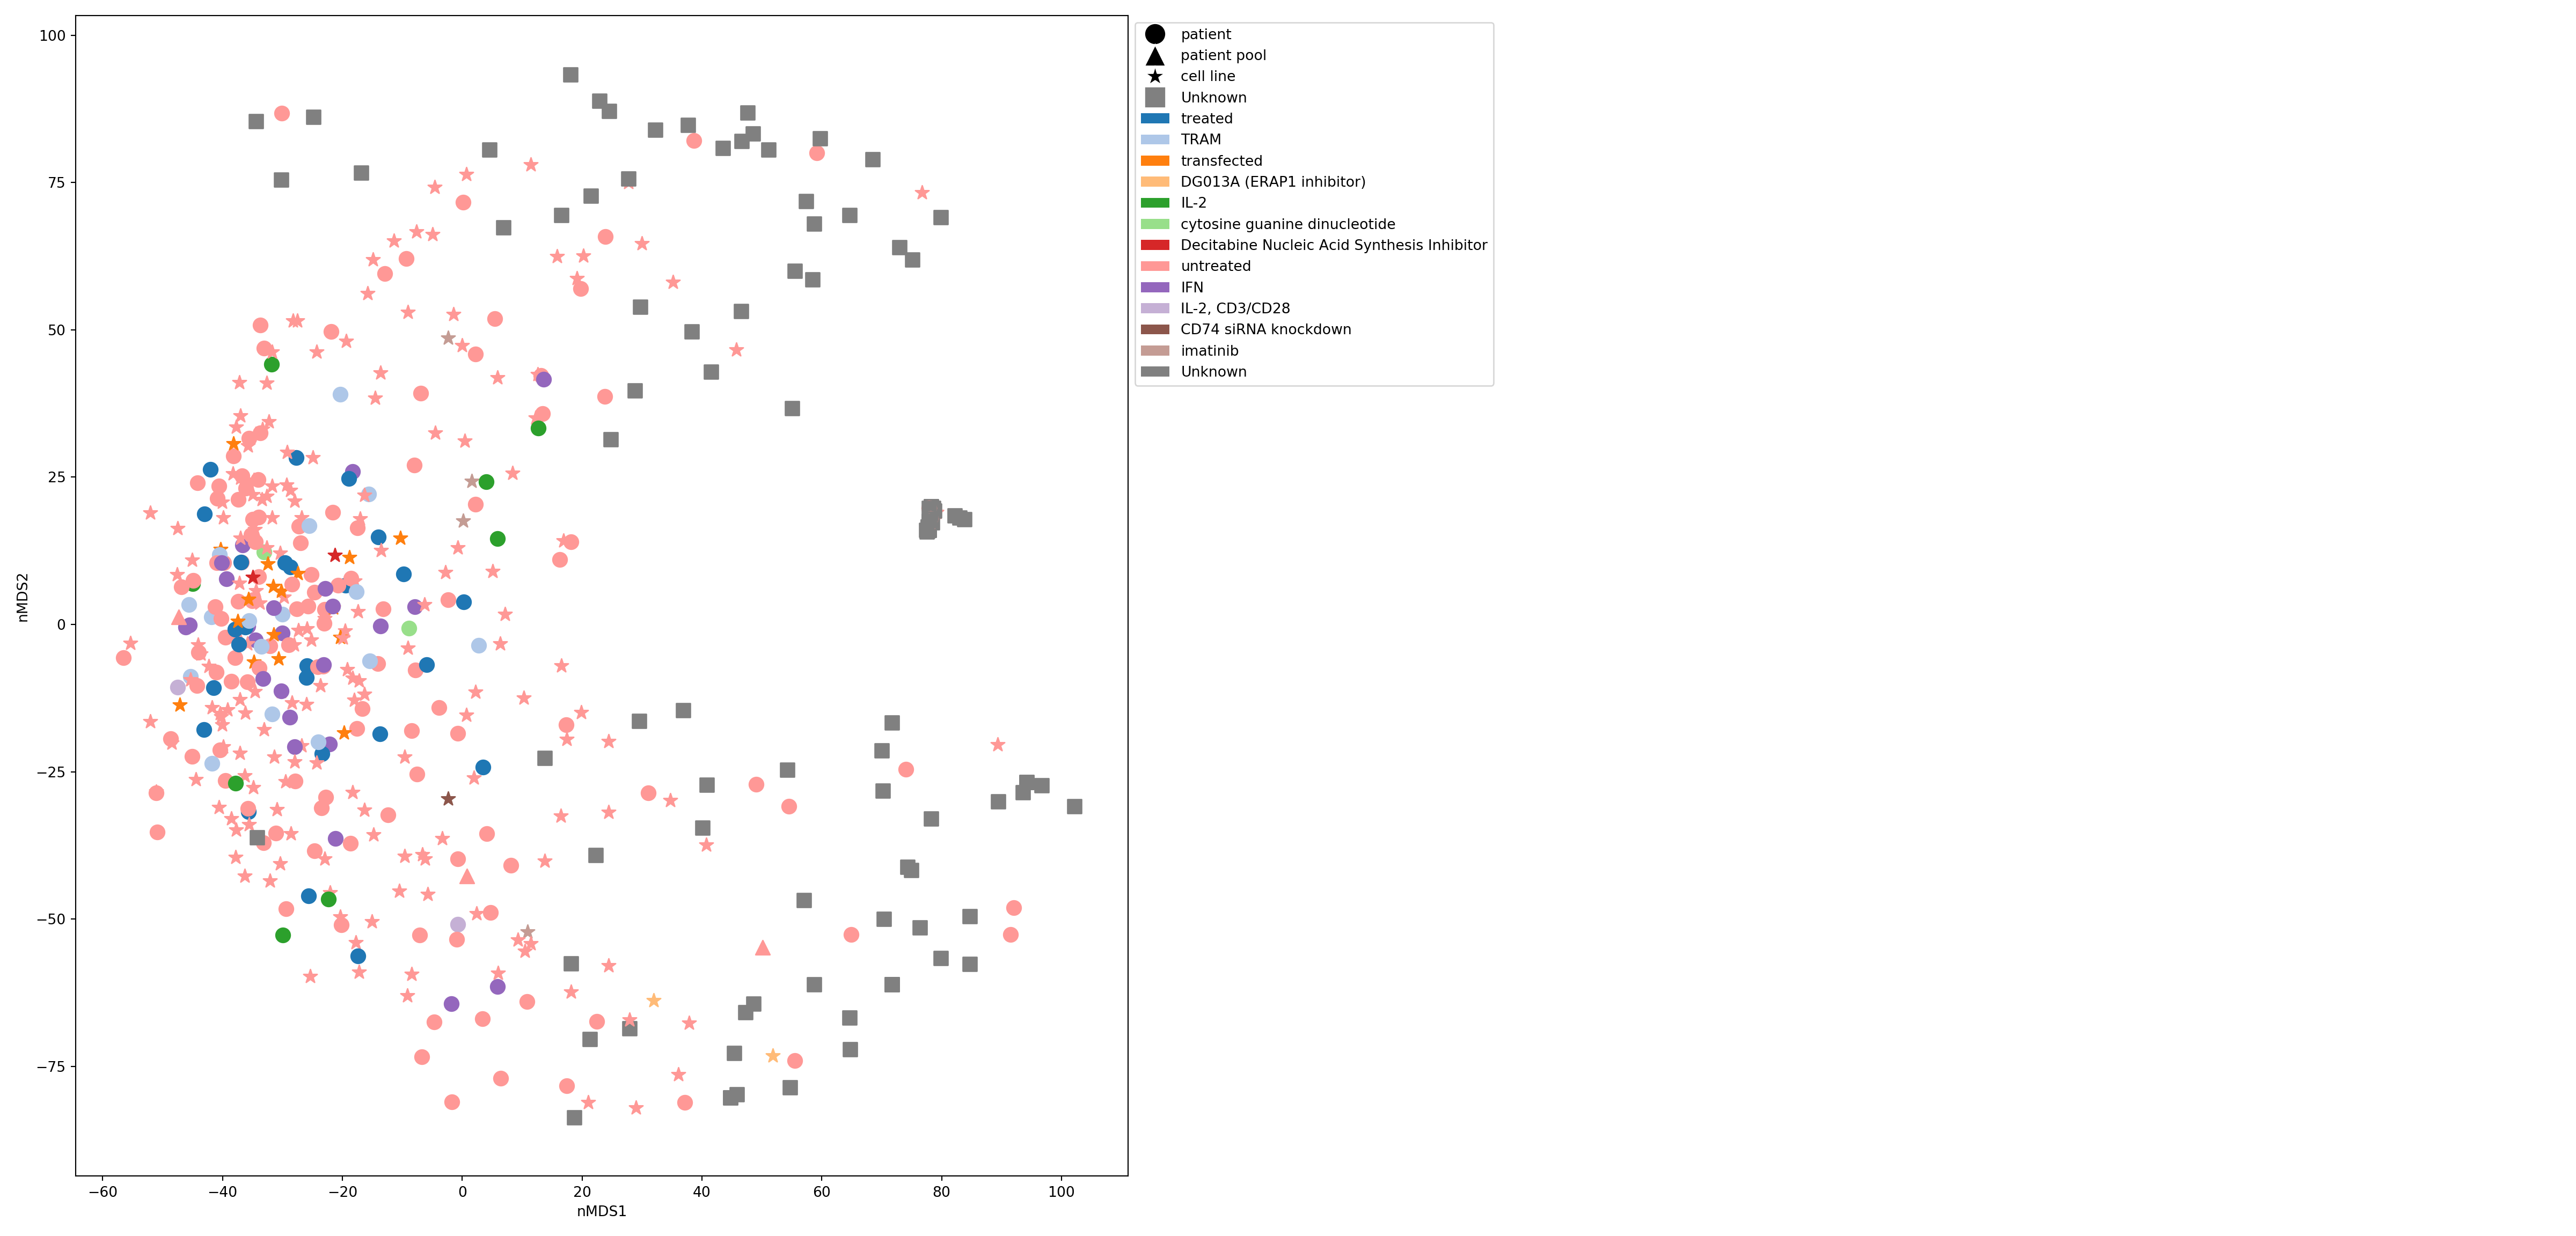 100
75
50
25
0
−25
−50
−75
nMDS2
−60
−40
−20
0
20
40
60
80
100
nMDS1
patient
patient pool
cell line
Unknown
treated
TRAM
transfected
DG013A (ERAP1 inhibitor)
IL-2
cytosine guanine dinucleotide
Decitabine Nucleic Acid Synthesis Inhibitor
untreated
IFN
IL-2, CD3/CD28
CD74 siRNA knockdown
imatinib
Unknown